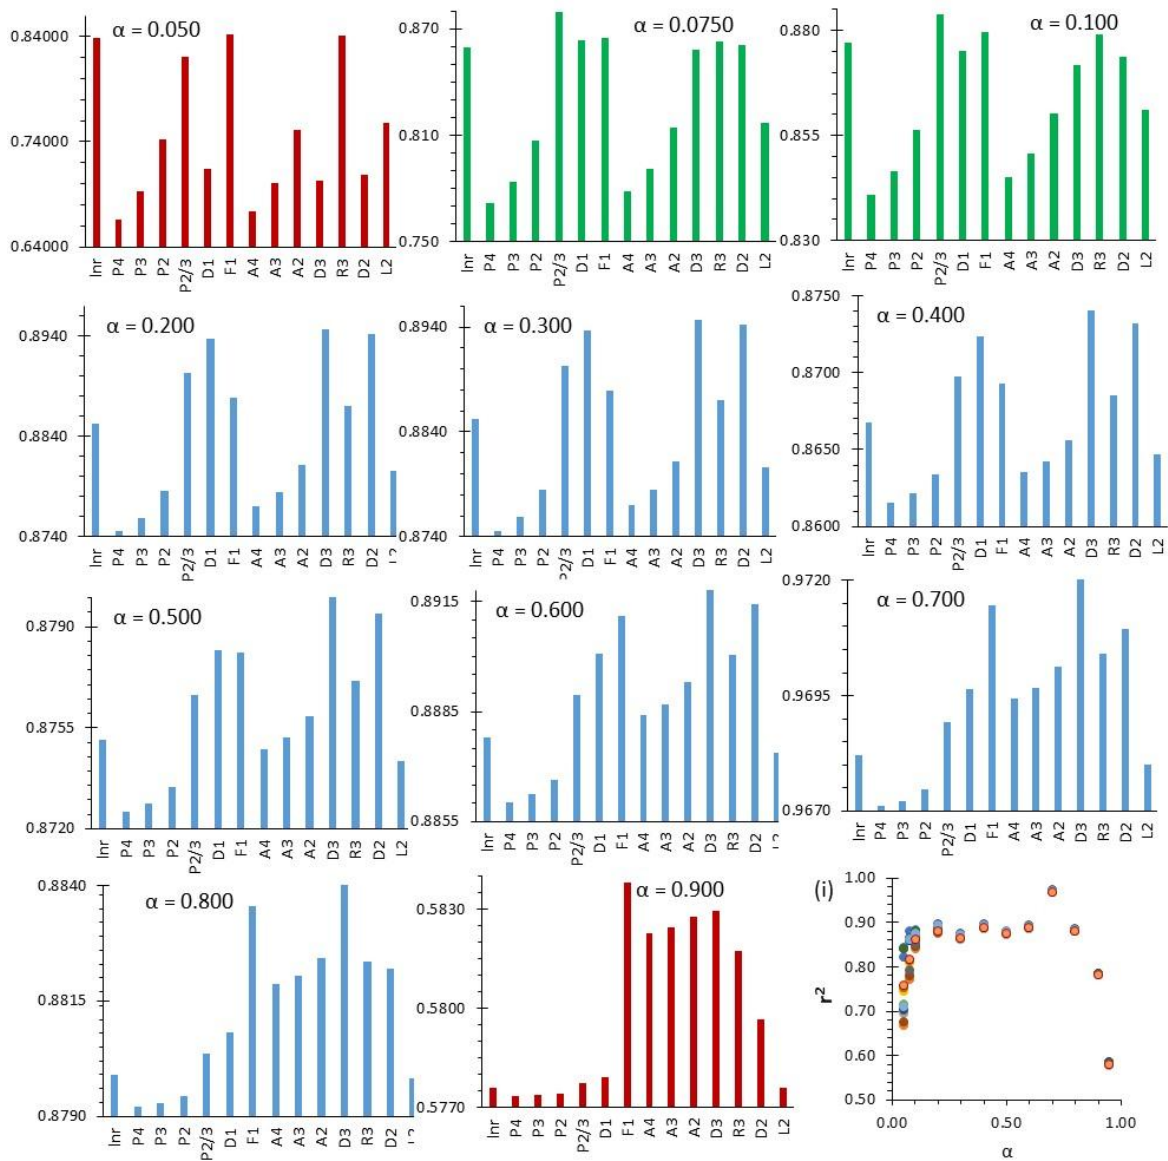 α = 0.050
0.84000
0.74000
0.64000
Inr P4 P3 P2 P2/3 D1 F1 A4 A3 A2 D3 R3 D2 L2
α = 0.0750
0.870
0.810
0.750
Inr P4 P3 P2 P2/3 D1 F1 A4 A3 A2 D3 R3 D2 L2
α = 0.100
0.880
0.855
0.830
Inr P4 P3 P2 P2/3 D1 F1 A4 A3 A2 D3 R3 D2 L2
α = 0.200
0.8940
0.8840
0.8740
Inr P4 P3 P2 P2/3 D1 F1 A4 A3 A2 D3 R3 D2
α = 0.300
0.8940
0.8840
0.8740
Inr P4 P3 P2 P2/3 D1 F1 A4 A3 A2 D3 R3 D2 L2
α = 0.400
0.8750
0.8700
0.8650
0.8600
Inr P4 P3 P2 P2/3 D1 F1 A4 A3 A2 D3 R3 D2 L2
α = 0.500
0.8790
0.8755
0.8720
Inr P4 P3 P2 P2/3 D1 F1 A4 A3 A2 D3 R3 D2 L2
α = 0.600
0.8915
0.8885
0.8855
Inr P4 P3 P2 P2/3 D1 F1 A4 A3 A2 D3 R3 D2
α = 0.700
0.9720
0.9695
0.9670
Inr P4 P3 P2 P2/3 D1 F1 A4 A3 A2 D3 R3 D2 L2
α = 0.800
0.8840
0.8815
0.8790
Inr P4 P3 P2 P2/3 D1 F1 A4 A3 A2 D3 R3 D2
α = 0.900
0.5830
0.5800
0.5770
Inr P4 P3 P2 P2/3 D1 F1 A4 A3 A2 D3 R3 D2 L2
(i)
1.00
0.90
0.80
0.70
0.60
0.50
r²
0.00 0.50 1.00
α